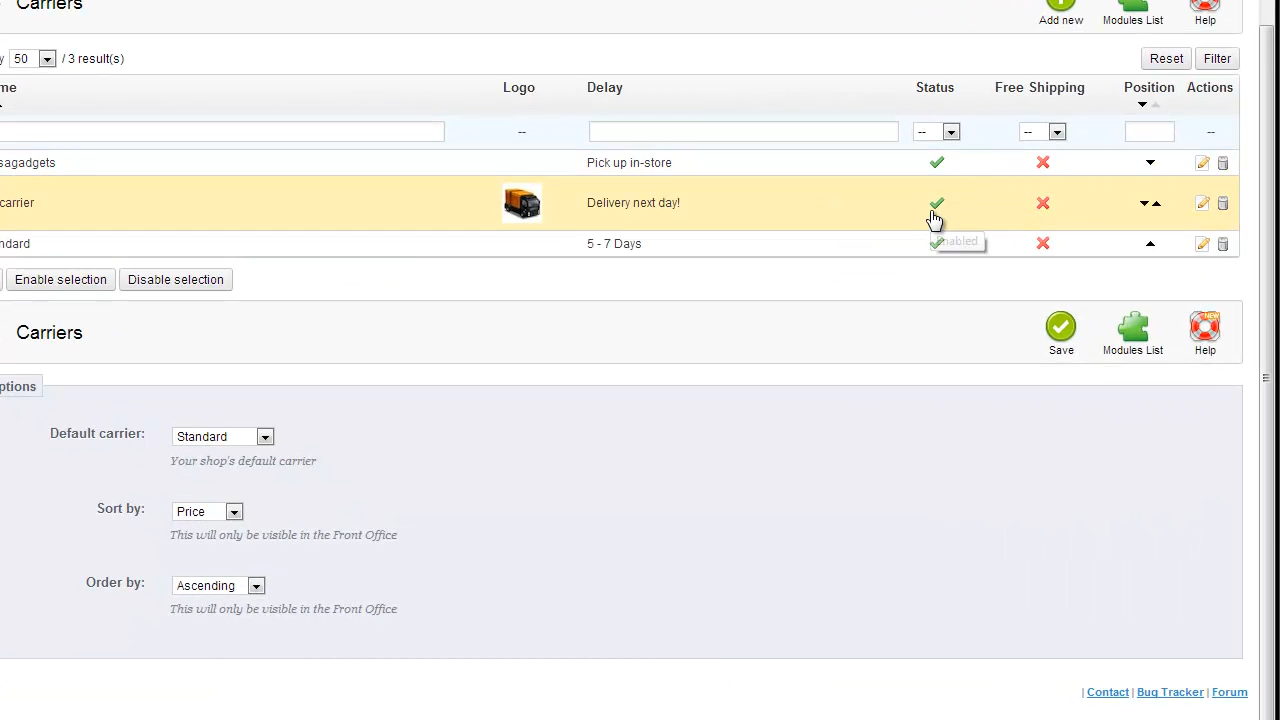 Carriers
Add new
Modules List
Help
y 50 / 3 result(s)
Reset
Filter
me Logo Delay Status Free Shipping Position Actions
-- -- -- --
sagadgets Pick up in-store
carrier Delivery next day!
Enabled
ndard 5 - 7 Days
Enable selection
Disable selection
Carriers
Save
Modules List
NEW
Help
ptions
Default carrier: Standard
Your shop's default carrier
Sort by: Price
This will only be visible in the Front Office
Order by: Ascending
This will only be visible in the Front Office
| Contact | Bug Tracker | Forum